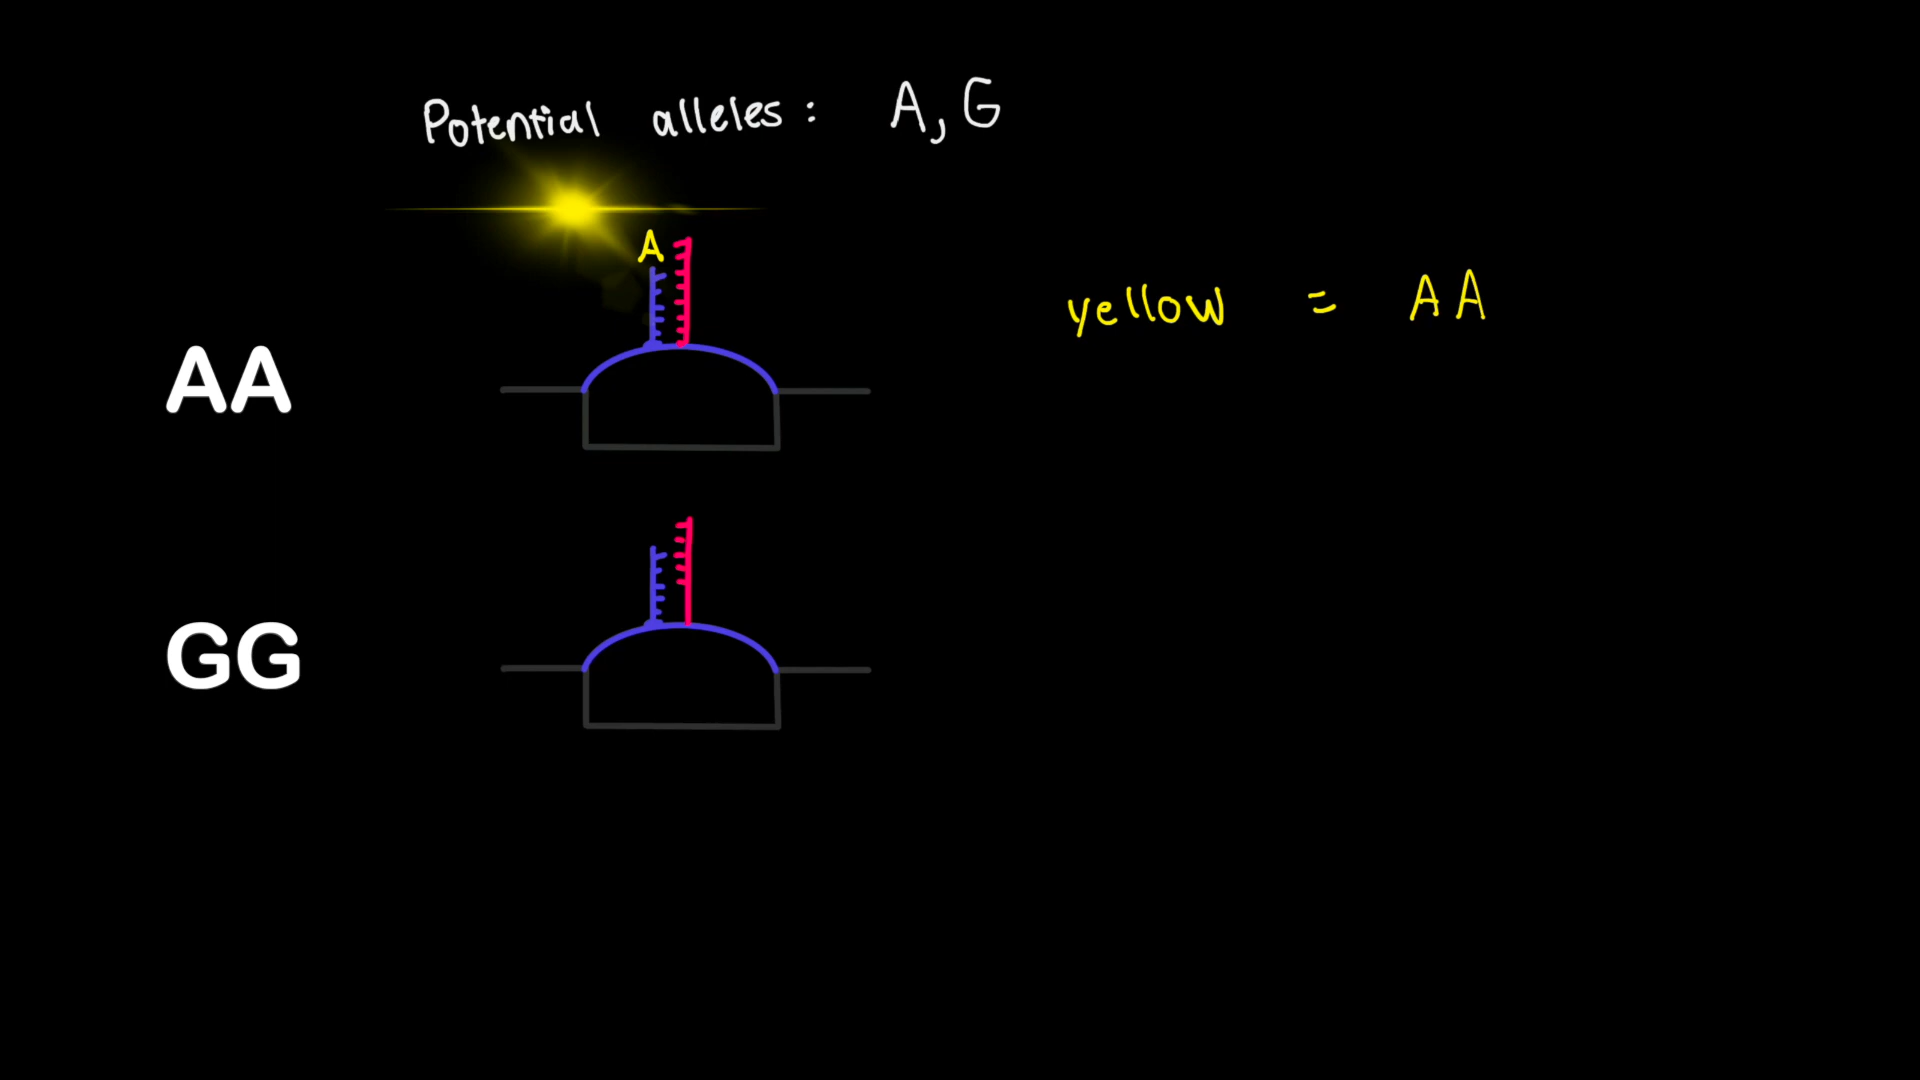 Potential alleles: A, G
A
yellow = AA
AA
GG